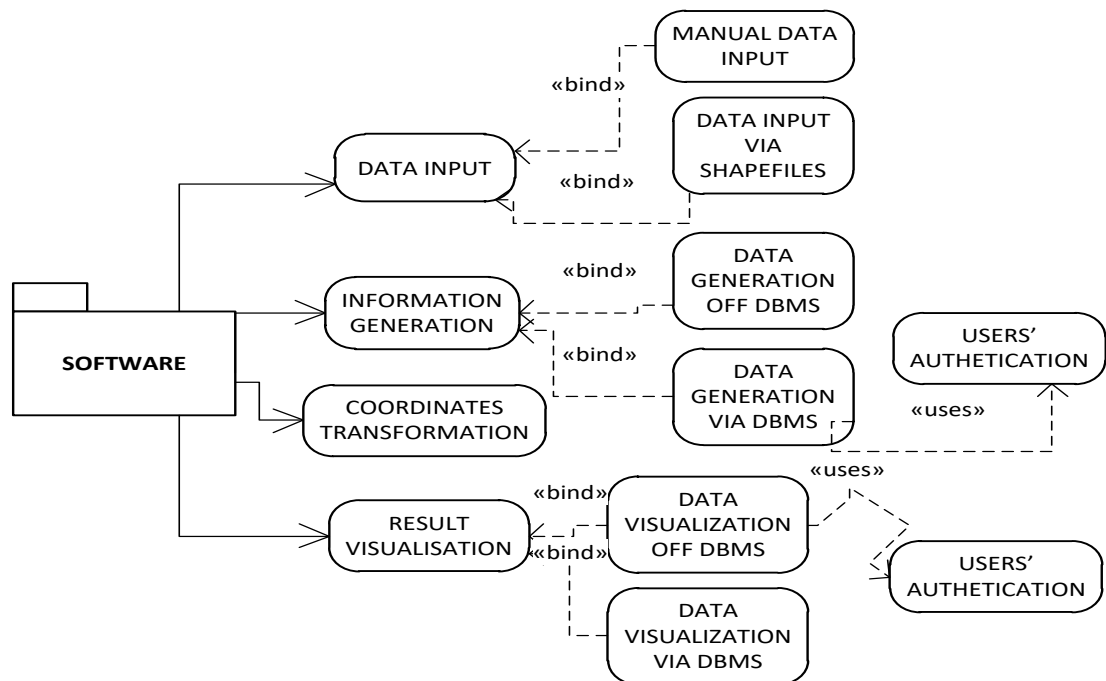 MANUAL DATA
INPUT
«bind»
DATA INPUT
VIA
SHAPEFILES
DATA INPUT
«bind»
DATA
GENERATION
OFF DBMS
«bind»
INFORMATION
GENERATION
«bind»
DATA
GENERATION
VIA DBMS
USERS'
AUTHETICATION
«uses»
SOFTWARE
COORDINATES
TRANSFORMATION
«uses»
«bind»
DATA
VISUALIZATION
OFF DBMS
RESULT
VISUALISATION
«bind»
USERS'
AUTHETICATION
DATA
VISUALIZATION
VIA DBMS